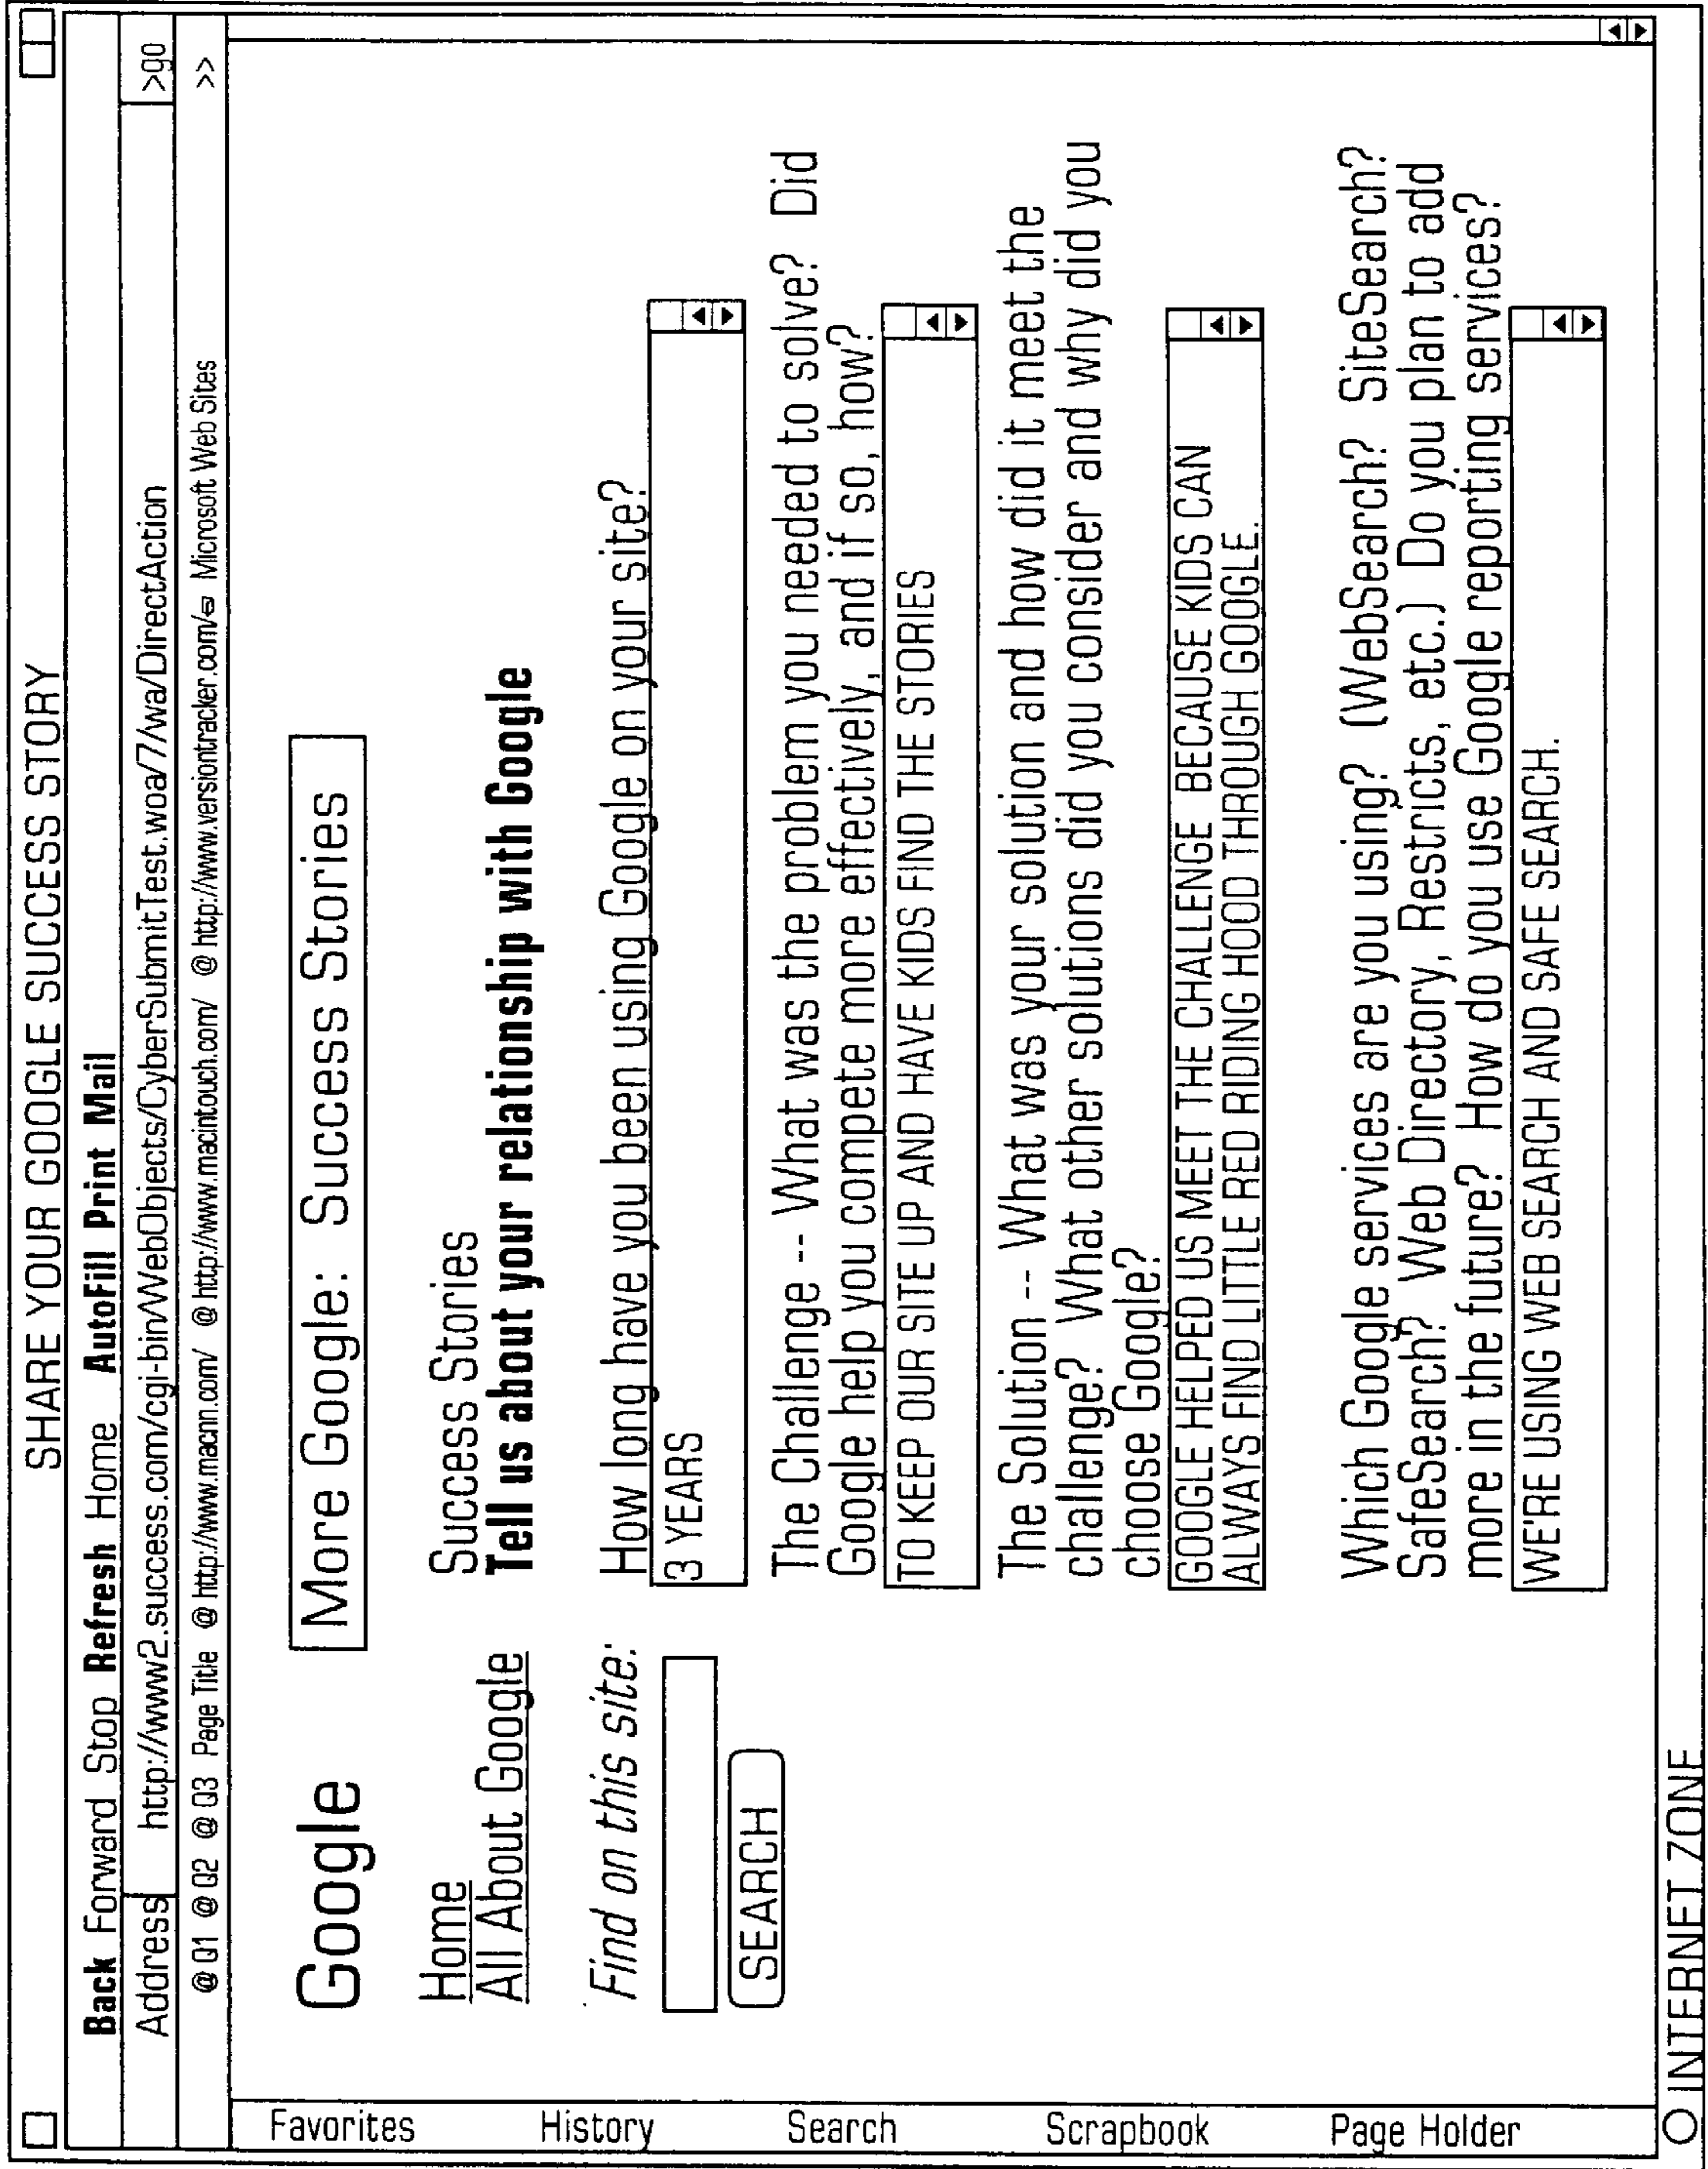 SHARE YOUR GOOGLE SUCCESS STORY
Back Forward Stop Refresh Home AutoFill Print Mail
Address http://ww2.success.com/cgi-bin/WebObjects/CyberSubmitTest.woa/7/wa/DirectAction >go
@ Q1 @ Q2 @ Q3 Page Title @ http://www.macnn.com/ @ http://www.macintouch.com/ @ http://www.versiontracker.com/ Microsoft Web Sites >>
Favorites
History
Search
Scrapbook
Page Holder
Google
Home
All About Google
Find on this site:
SEARCH
More Google: Success Stories
Success Stories
Tell us about your relationship with Google
How long have you been using Google on your site?
3 YEARS
The Challenge -- What was the problem you needed to solve? Did
Google help you compete more effectively, and if so, how?
TO KEEP OUR SITE UP AND HAVE KIDS FIND THE STORIES
The Solution -- What was your solution and how did it meet the
challenge? What other solutions did you consider and why did you
choose Google?
GOOGLE HELPED US MEET THE CHALLENGE BECAUSE KIDS CAN
ALWAYS FIND LITTLE RED RIDING HOOD THROUGH GOOGLE.
Which Google services are you using? (WebSearch? SiteSearch?
SafeSearch? Web Directory, Restricts, etc.) Do you plan to add
more in the future? How do you use Google reporting services?
WE'RE USING WEB SEARCH AND SAFE SEARCH.
INTERNET ZONE